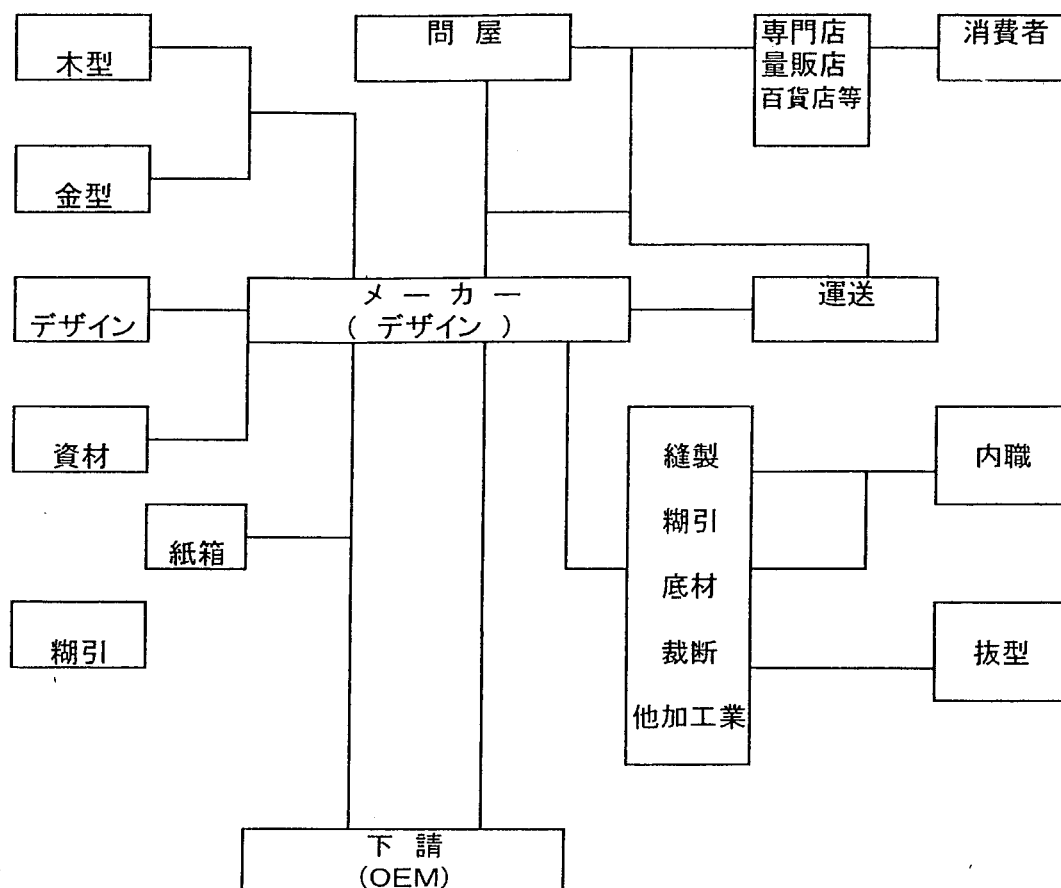 木型
問屋
専門店
量販店
百貨店等
消費者
金型
デザイン
メーカー
(デザイン)
運送
資材
紙箱
糊引
縫製
糊引
底材
裁断
他加工業
内職
抜型
下請
(OEM)